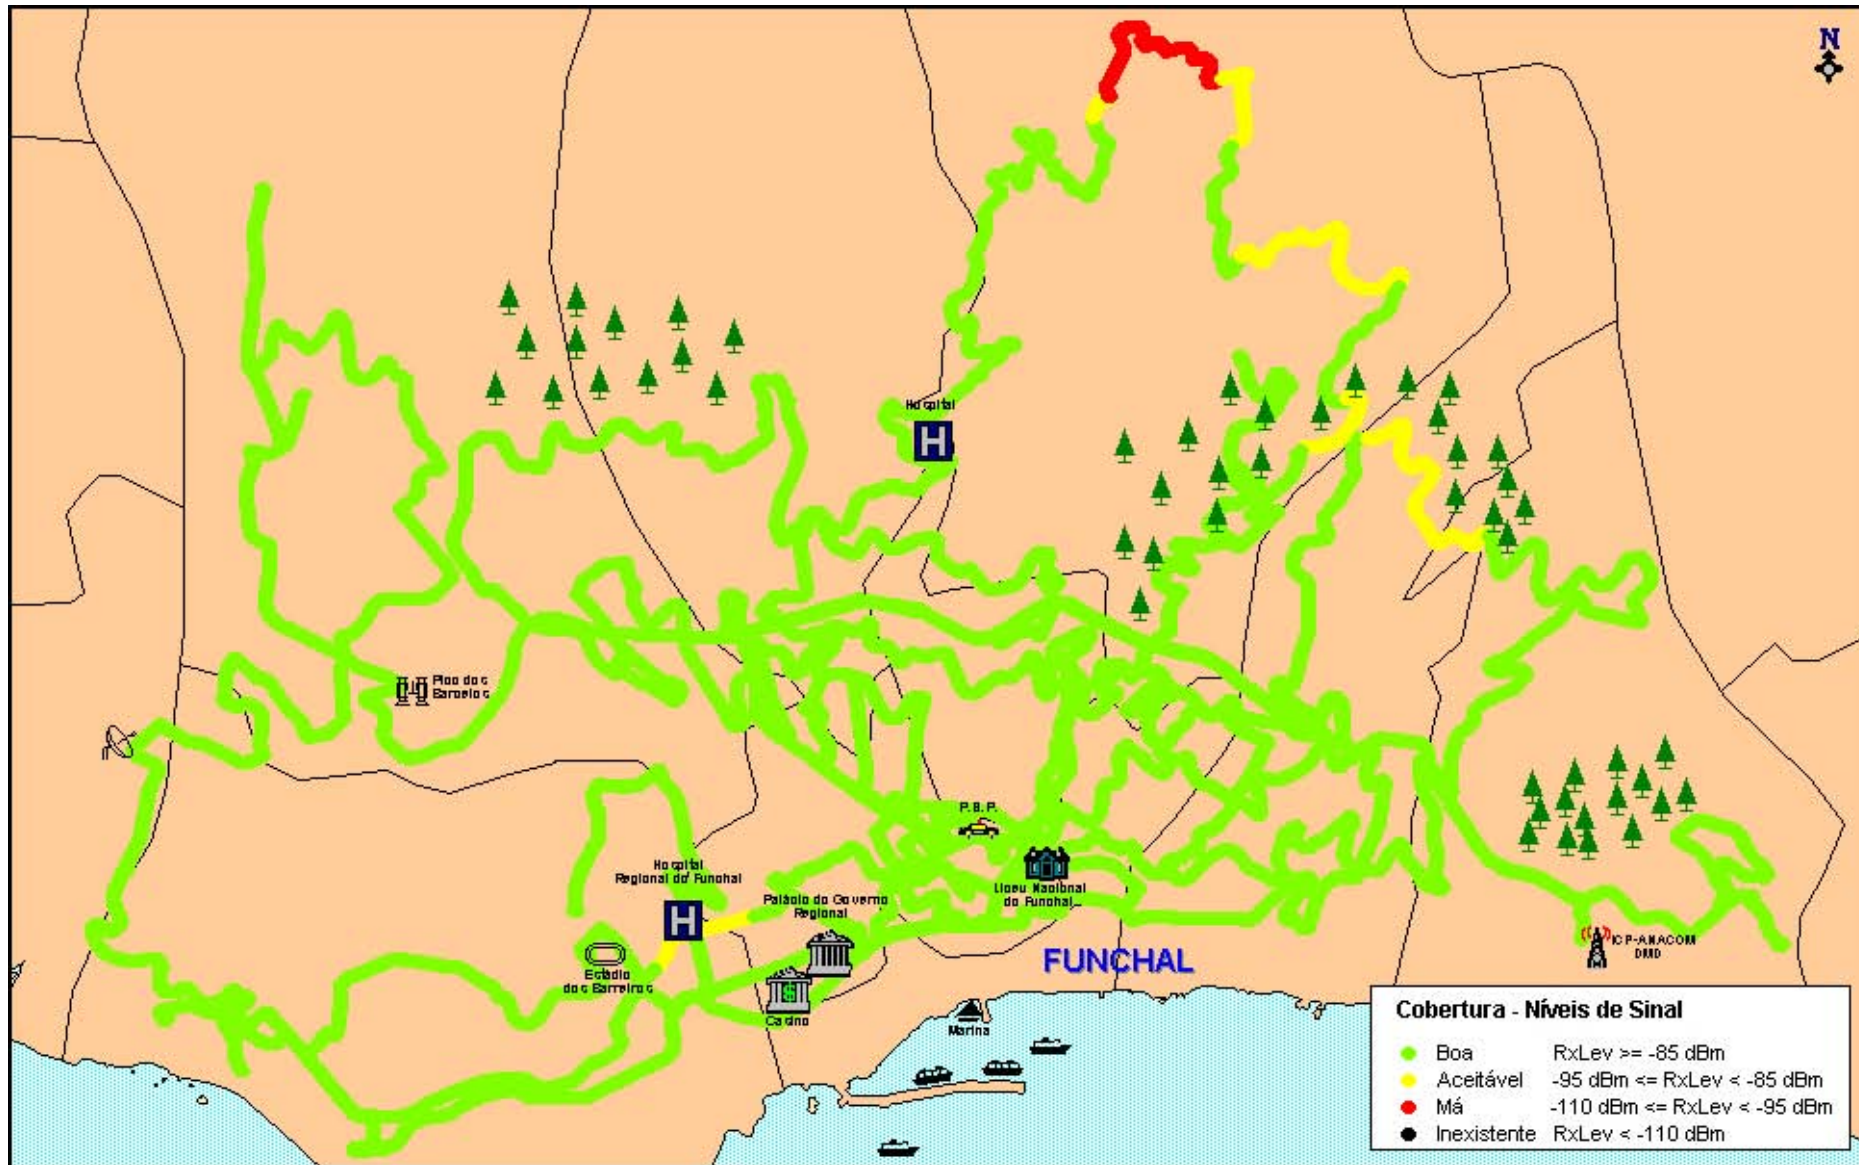 N
Hospital
H
Pico dos
Barreiros
P.S.P.
Hospital
Regional do Funchal
H
Palácio do Governo
Regional
Liceu Nacional
do Funchal
ICP-ANACOM
FUNCHAL
Estádio
dos Barreiros
$
Casino
Marina
Cobertura - Níveis de Sinal
Boa RxLev >= -85 dBm
Aceitável -95 dBm <= RxLev < -85 dBm
Má -110 dBm <= RxLev < -95 dBm
Inexistente RxLev < -110 dBm